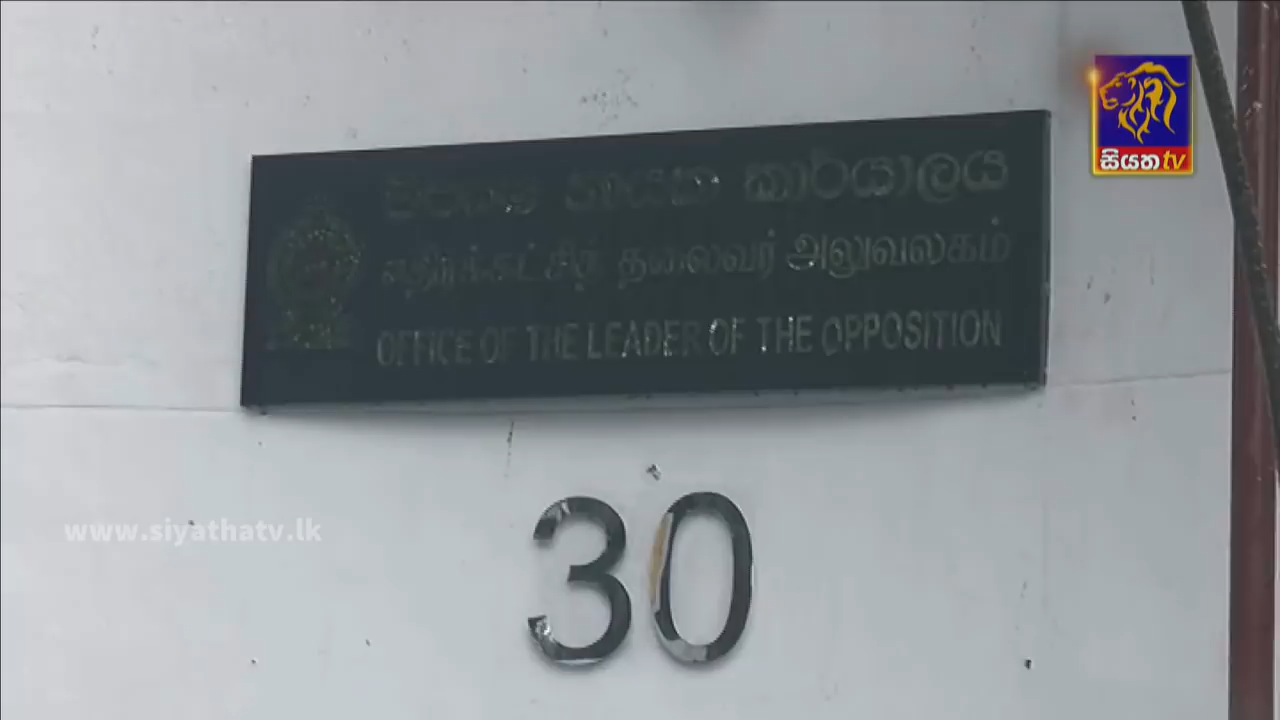 සියත tv
විපක්ෂ නායක කාර්යාලය
எதிர்க்கட்சித் தலைவர் அலுவலகம்
OFFICE OF THE LEADER OF THE OPPOSITION
30
www.siyathatv.lk